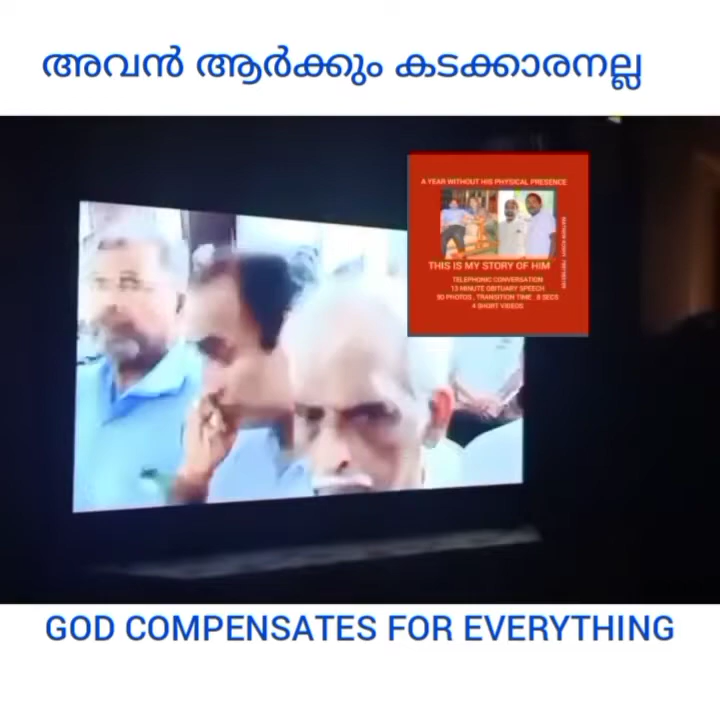 അവൻ ആർക്കും കടക്കാരനല്ല
A YEAR WITHOUT HIS PHYSICAL PRESENCE
THIS IS MY STORY OF HIM
TELEPHONIC CONVERSATION
13 MINUTE OBITUARY SPEECH
30 PHOTOS , TRANSITION TIME, 8 SECS
4 SHORT VIDEOS
GOD COMPENSATES FOR EVERYTHING